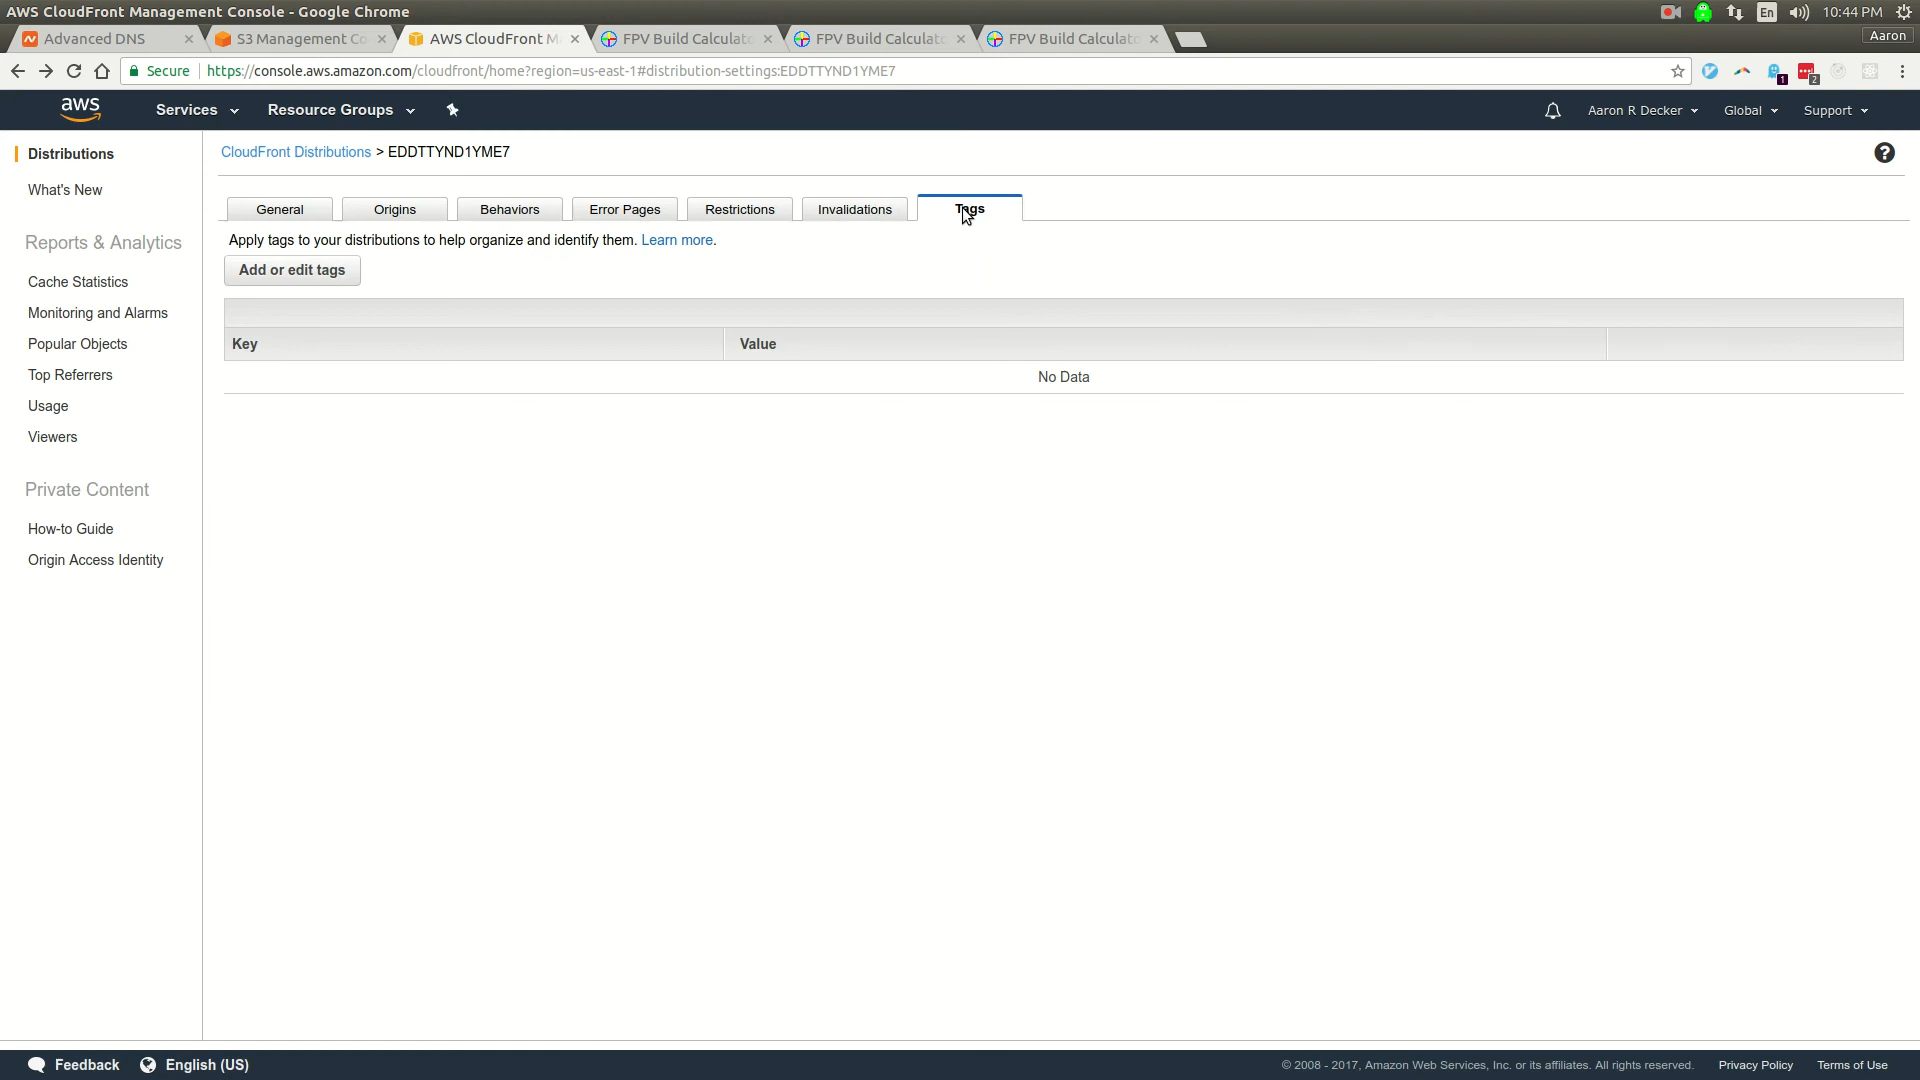 AWS CloudFront Management Console - Google Chrome
En
10:44 PM
Advanced DNS
S3 Management Co
AWS CloudFront M
FPV Build Calculato
FPV Build Calculato
FPV Build Calculato
Aaron
Secure
https://console.aws.amazon.com/cloudfront/home?region=us-east-1#distribution-settings:EDDTTYND1YME7
1
2
aws
Services
Resource Groups
Aaron R Decker
Global
Support
Distributions
What's New
Reports & Analytics
Cache Statistics
Monitoring and Alarms
Popular Objects
Top Referrers
Usage
Viewers
Private Content
How-to Guide
Origin Access Identity
CloudFront Distributions > EDDTTYND1YME7
?
General
Origins
Behaviors
Error Pages
Restrictions
Invalidations
Tags
Apply tags to your distributions to help organize and identify them. Learn more.
Add or edit tags
Key
Value
No Data
Feedback
English (US)
© 2008 - 2017, Amazon Web Services, Inc. or its affiliates. All rights reserved.
Privacy Policy
Terms of Use